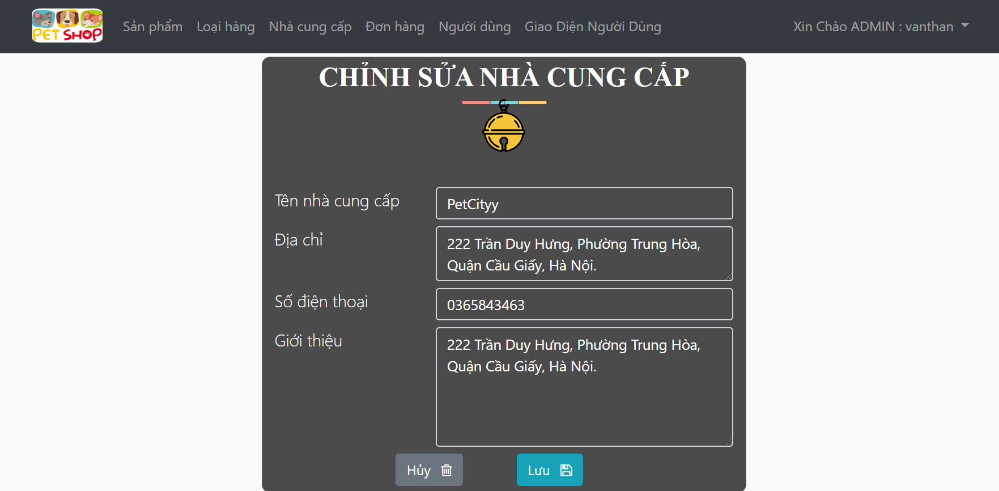 PET SHOP
Sản phẩm Loại hàng Nhà cung cấp Đơn hàng Người dùng Giao Diện Người Dùng Xin Chào ADMIN : vanthan
CHỈNH SỬA NHÀ CUNG CẤP
Tên nhà cung cấp PetCityy
Địa chỉ 222 Trần Duy Hưng, Phường Trung Hòa,
Quận Cầu Giấy, Hà Nội.
Số điện thoại 0365843463
Giới thiệu 222 Trần Duy Hưng, Phường Trung Hòa,
Quận Cầu Giấy, Hà Nội.
Hủy Lưu